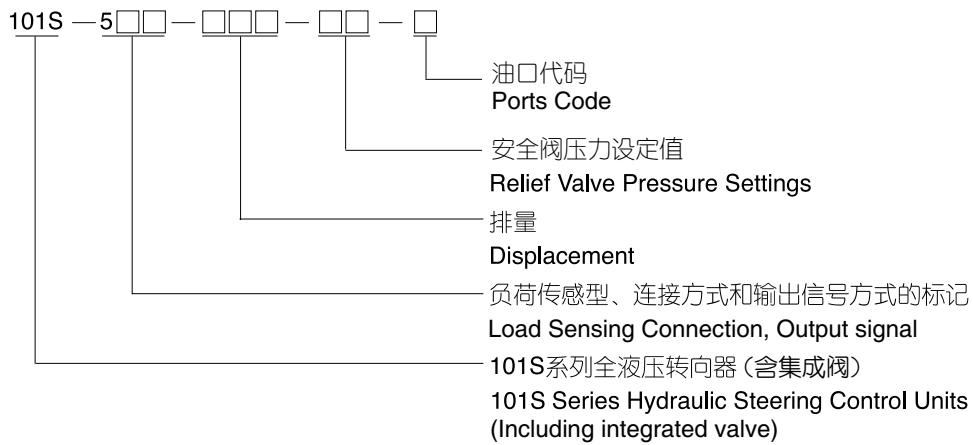 101S — 5□□ — □□□ — □□ — □
油口代码
Ports Code
安全阀压力设定值
Relief Valve Pressure Settings
排量
Displacement
负荷传感型、连接方式和输出信号方式的标记
Load Sensing Connection, Output signal
101S系列全液压转向器（含集成阀）
101S Series Hydraulic Steering Control Units
(Including integrated valve)